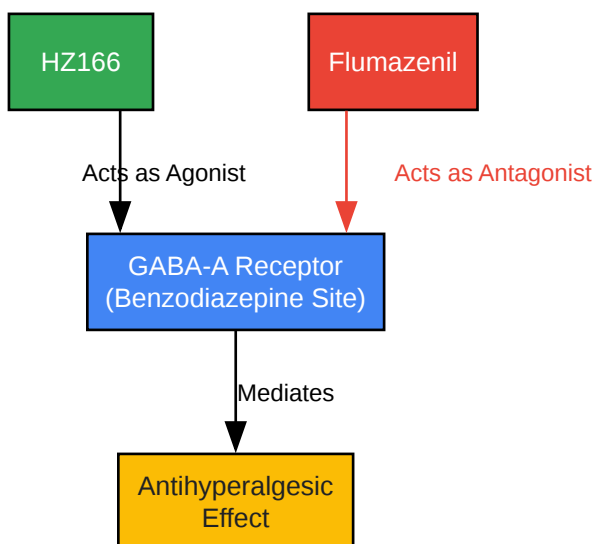 HZ166
Flumazenil
Acts as Agonist
Acts as Antagonist
GABA-A Receptor
(Benzodiazepine Site)
Mediates
Antihyperalgesic
Effect